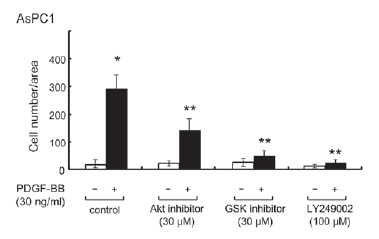 AsPC1
Cell number/area
400
300
200
100
0
*
**
**
**
PDGF-BB
(30 ng/ml)
− + − + − + − +
control Akt inhibitor GSK inhibitor LY249002
(30 μM) (30 μM) (100 μM)